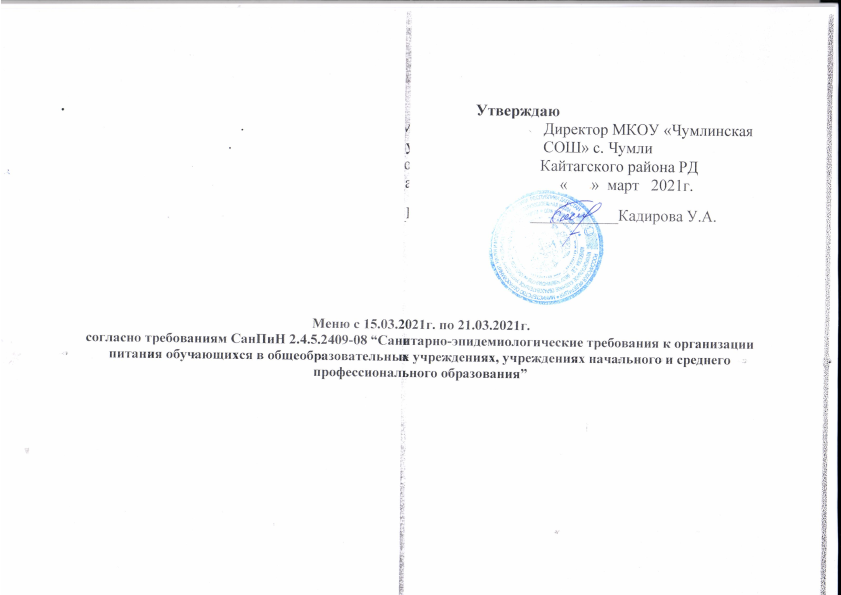 Утверждаю
Директор МКОУ «Чумлинская
СОШ» с. Чумли
Кайтагского района РД
«      »  март   2021г.
____________Кадирова У.А.
Меню с 15.03.2021г. по 21.03.2021г.
согласно требованиям СанПиН 2.4.5.2409-08 “Санитарно-эпидемиологические требования к организации
питания обучающихся в общеобразовательных учреждениях, учреждениях начального и среднего
профессионального образования”